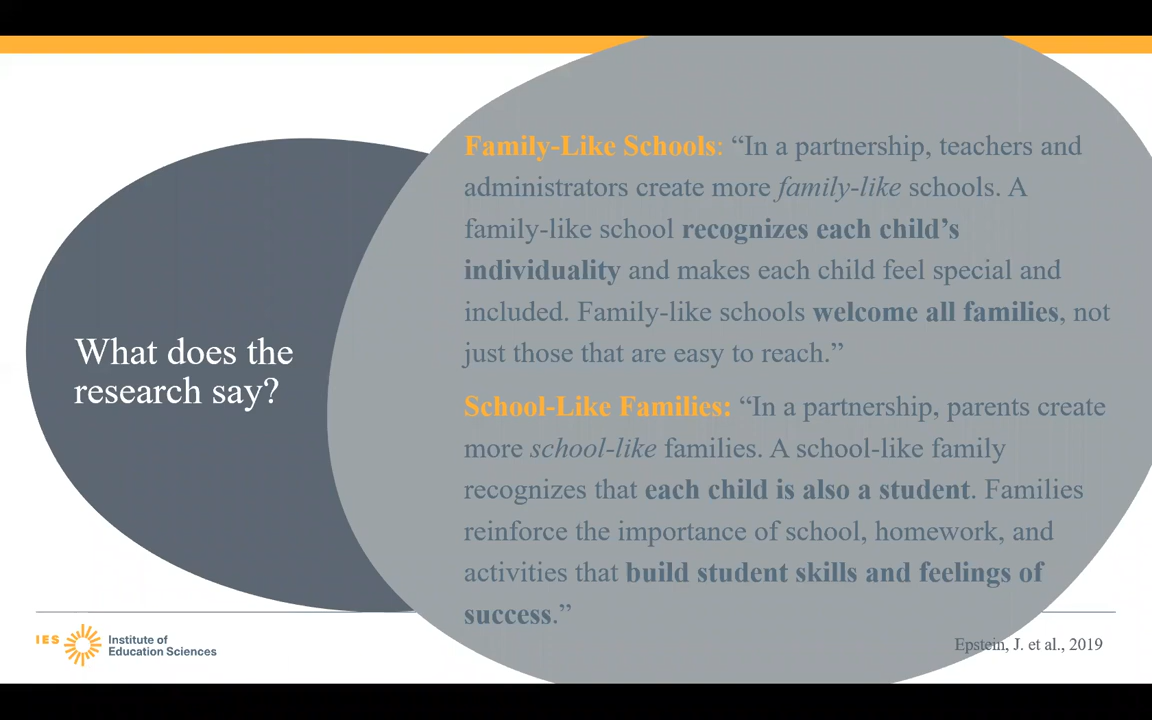 What does the
research say?
Family-Like Schools: “In a partnership, teachers and
administrators create more family-like schools. A
family-like school recognizes each child’s
individuality and makes each child feel special and
included. Family-like schools welcome all families, not
just those that are easy to reach.”
School-Like Families: “In a partnership, parents create
more school-like families. A school-like family
recognizes that each child is also a student. Families
reinforce the importance of school, homework, and
activities that build student skills and feelings of
success.”
IES Institute of
Education Sciences
Epstein, J. et al., 2019